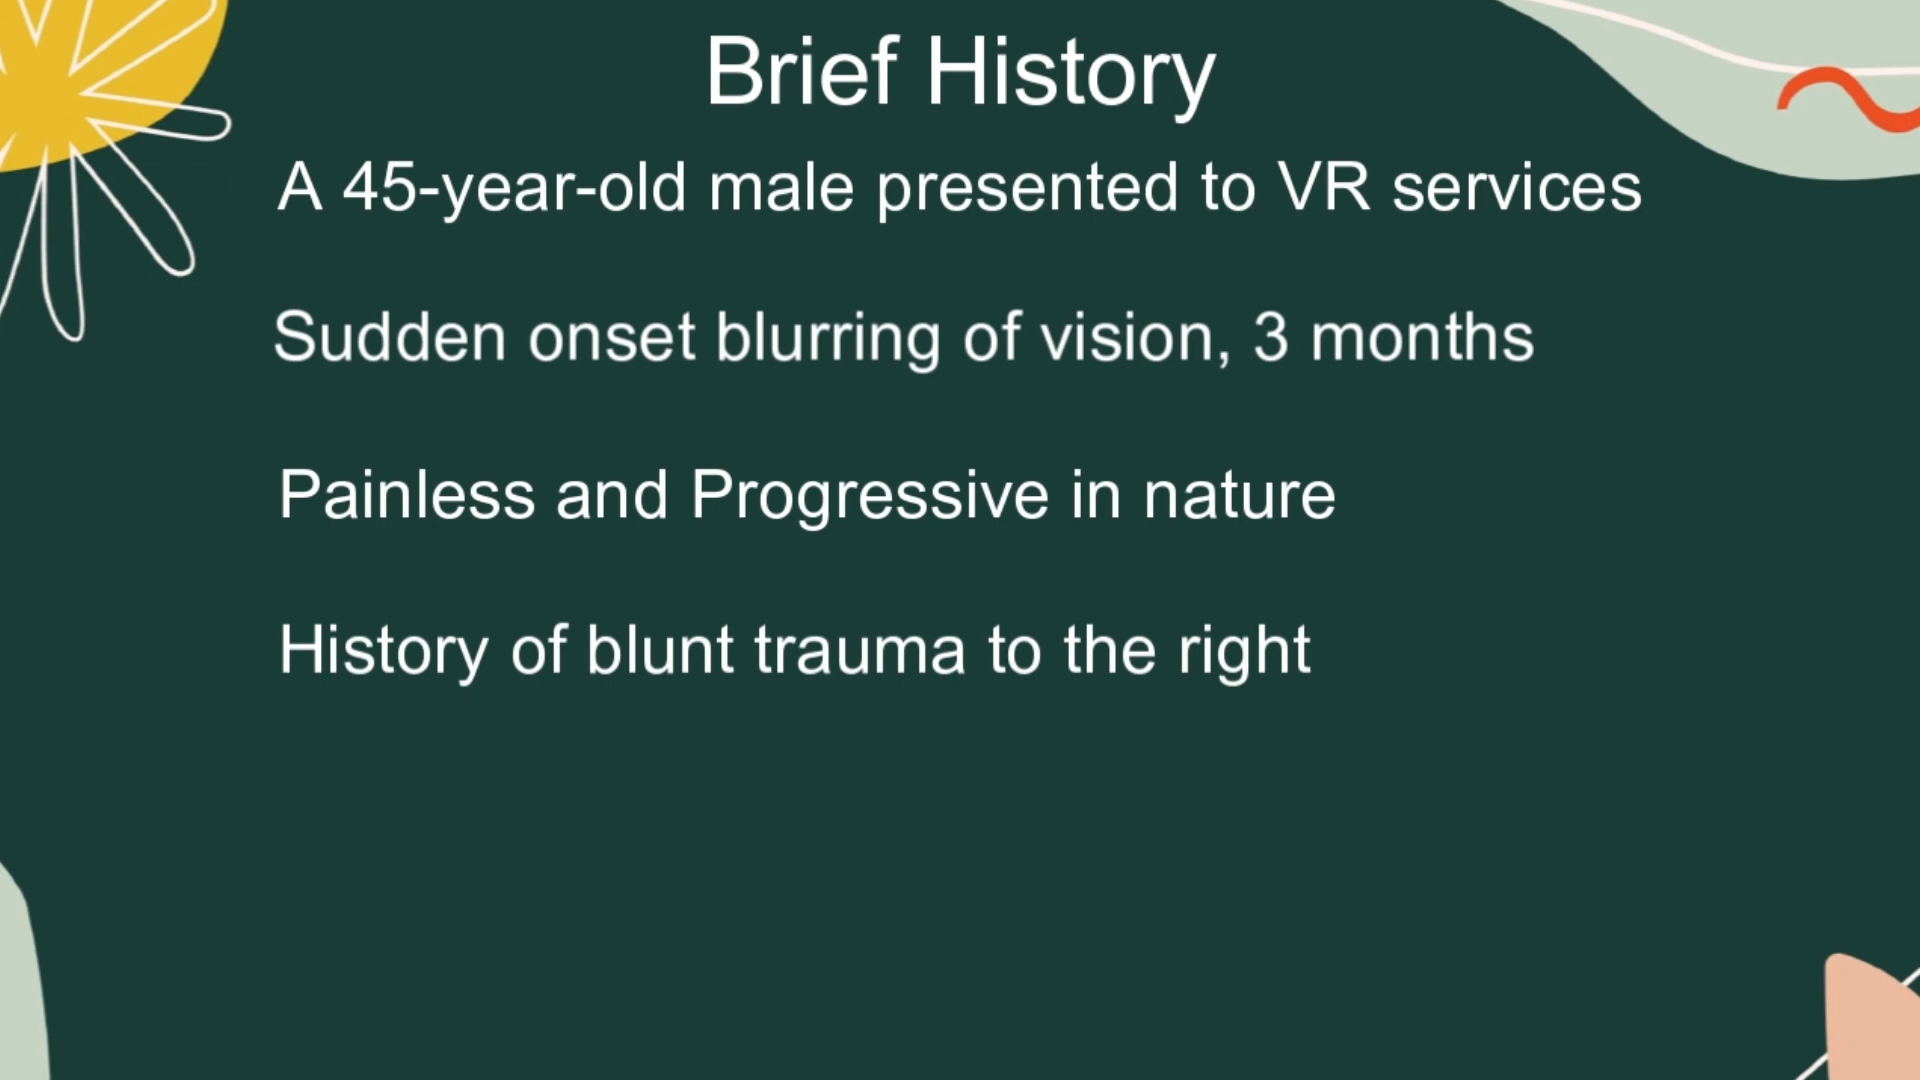 Brief History
A 45-year-old male presented to VR services
Sudden onset blurring of vision, 3 months
Painless and Progressive in nature
History of blunt trauma to the right